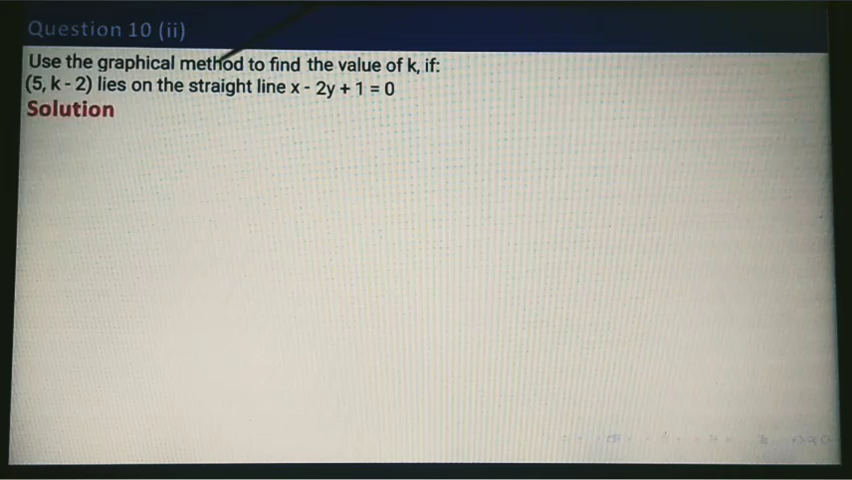 Question 10 (ii)
Use the graphical method to find the value of k, if:
(5, k - 2) lies on the straight line x - 2y + 1 = 0
Solution